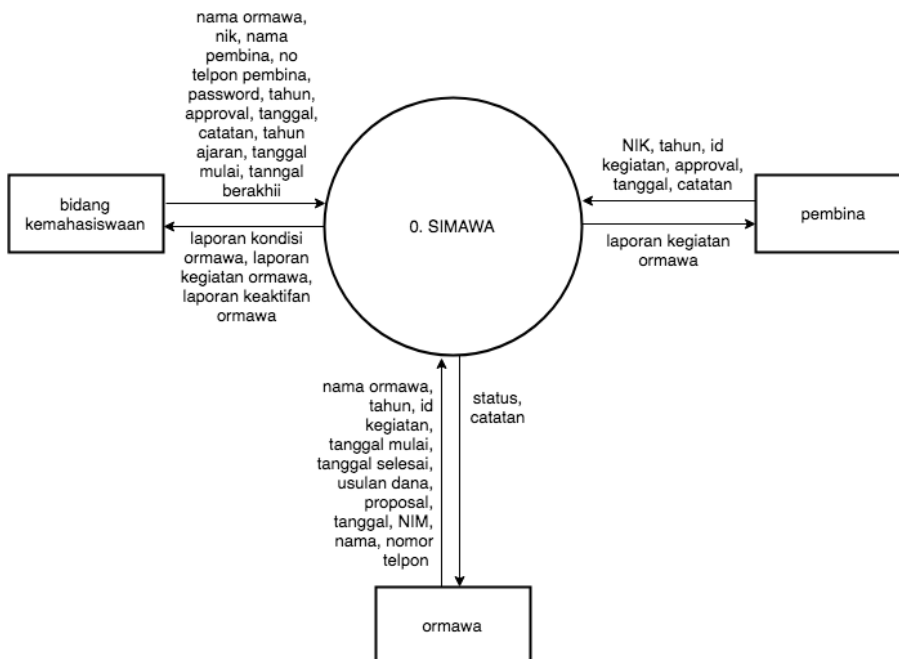 nama ormawa,
nik, nama
pembina, no
telpon pembina,
password, tahun,
approval, tanggal,
catatan, tahun
ajaran, tanggal
mulai, tanngal
berakhii
bidang
kemahasiswaan
laporan kondisi
ormawa, laporan
kegiatan ormawa,
laporan keaktifan
ormawa
0. SIMAWA
NIK, tahun, id
kegiatan, approval,
tanggal, catatan
pembina
laporan kegiatan
ormawa
nama ormawa,
tahun, id
kegiatan,
tanggal mulai,
tanggal selesai,
usulan dana,
proposal,
tanggal, NIM,
nama, nomor
telpon
status,
catatan
ormawa